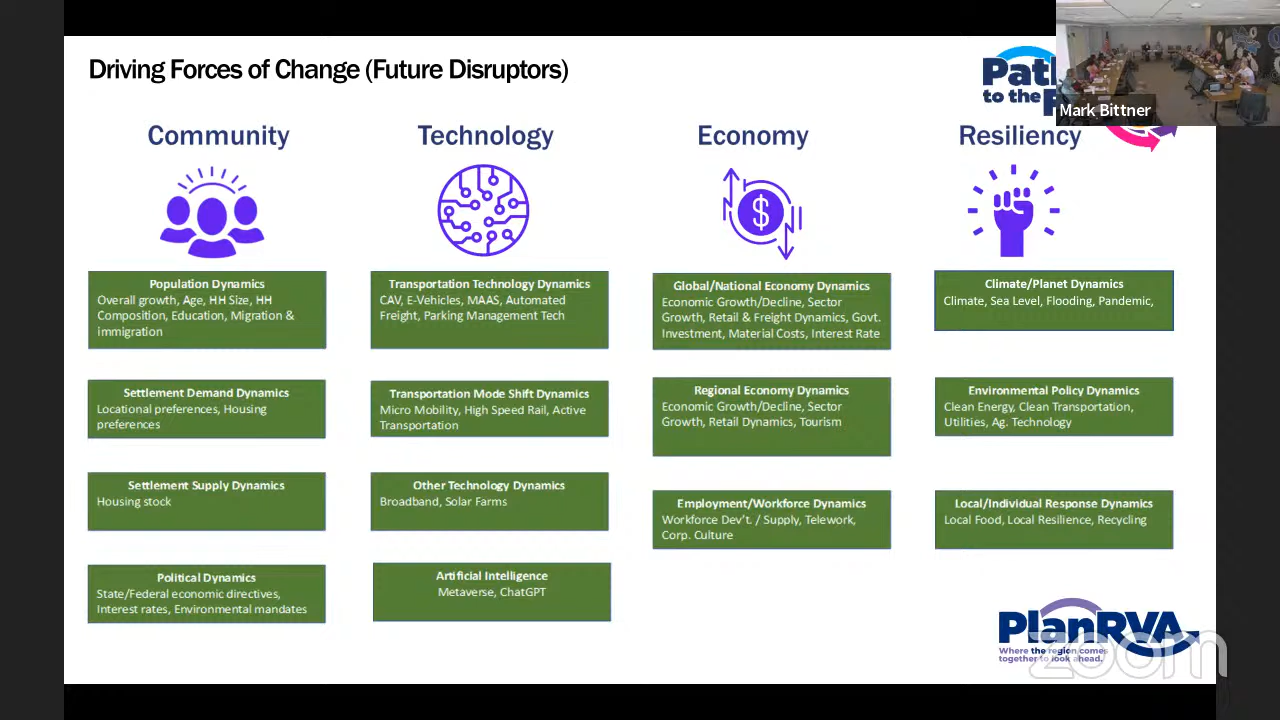 Driving Forces of Change (Future Disruptors)
Path
to the
Mark Bittner
Community
Technology
Economy
Resiliency
Population Dynamics
Overall growth, Age, HH Size, HH
Composition, Education, Migration &
immigration
Settlement Demand Dynamics
Locational preferences, Housing
preferences
Settlement Supply Dynamics
Housing stock
Political Dynamics
State/Federal economic directives,
Interest rates, Environmental mandates
Transportation Technology Dynamics
CAV, E-Vehicles, MAAS, Automated
Freight, Parking Management Tech
Transportation Mode Shift Dynamics
Micro Mobility, High Speed Rail, Active
Transportation
Other Technology Dynamics
Broadband, Solar Farms
Artificial Intelligence
Metaverse, ChatGPT
Global/National Economy Dynamics
Economic Growth/Decline, Sector
Growth, Retail & Freight Dynamics, Govt.
Investment, Material Costs, Interest Rate
Regional Economy Dynamics
Economic Growth/Decline, Sector
Growth, Retail Dynamics, Tourism
Employment/Workforce Dynamics
Workforce Dev't. / Supply, Telework,
Corp. Culture
Climate/Planet Dynamics
Climate, Sea Level, Flooding, Pandemic,
Environmental Policy Dynamics
Clean Energy, Clean Transportation,
Utilities, Ag. Technology
Local/Individual Response Dynamics
Local Food, Local Resilience, Recycling
PlanRVA
Where the region comes
together to look ahead.
zoom